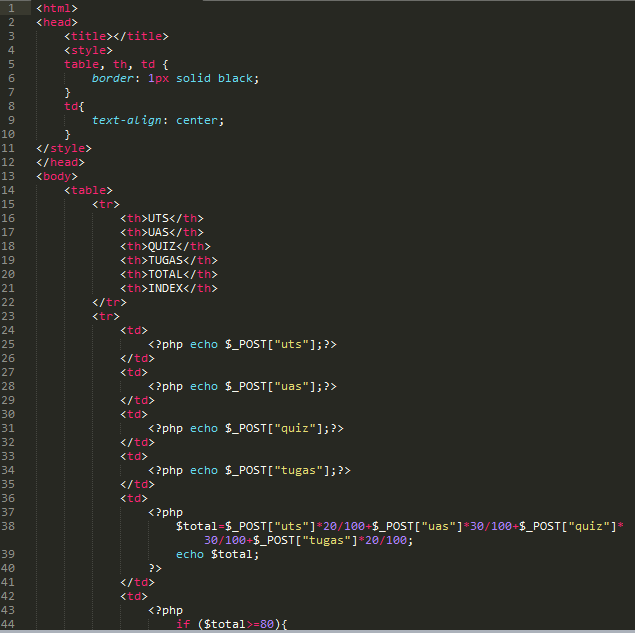 1 <html>
2 <head>
3 <title></title>
4 <style>
5 table, th, td {
6 border: 1px solid black;
7 }
8 td{
9 text-align: center;
10 }
11 </style>
12 </head>
13 <body>
14 <table>
15 <tr>
16 <th>UTS</th>
17 <th>UAS</th>
18 <th>QUIZ</th>
19 <th>TUGAS</th>
20 <th>TOTAL</th>
21 <th>INDEX</th>
22 </tr>
23 <tr>
24 <td>
25 <?php echo $_POST["uts"];?>
26 </td>
27 <td>
28 <?php echo $_POST["uas"];?>
29 </td>
30 <td>
31 <?php echo $_POST["quiz"];?>
32 </td>
33 <td>
34 <?php echo $_POST["tugas"];?>
35 </td>
36 <td>
37 <?php
38 $total=$_POST["uts"]*20/100+$_POST["uas"]*30/100+$_POST["quiz"]*
30/100+$_POST["tugas"]*20/100;
39 echo $total;
40 ?>
41 </td>
42 <td>
43 <?php
44 if ($total>=80){